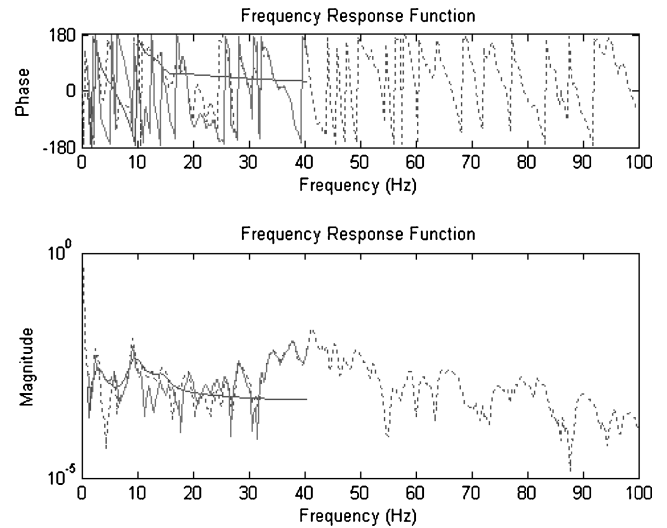 Frequency Response Function
180
0
-180
Phase
0 10 20 30 40 50 60 70 80 90 100
Frequency (Hz)
Frequency Response Function
10^0
10^-5
Magnitude
0 10 20 30 40 50 60 70 80 90 100
Frequency (Hz)